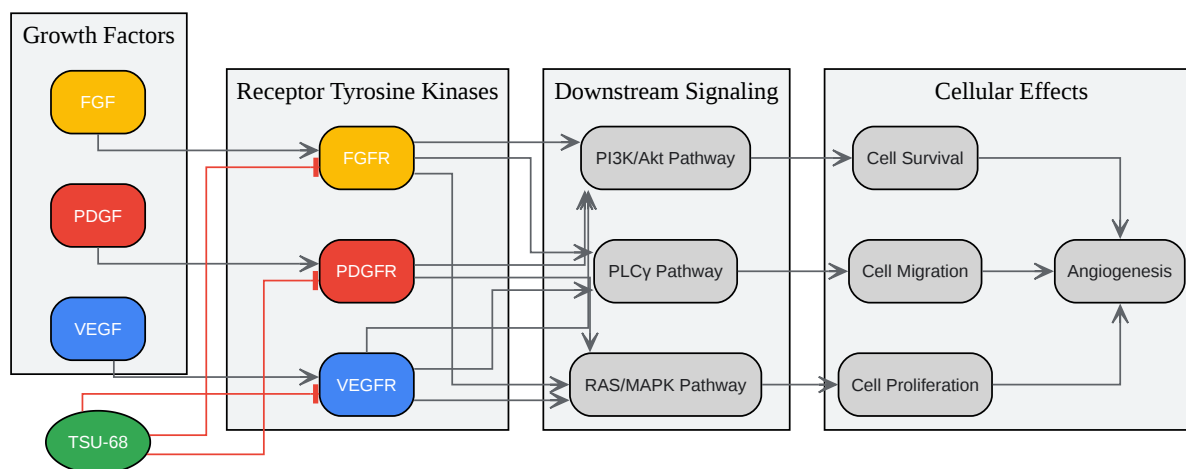 Growth Factors
FGF
PDGF
VEGF
TSU-68
Receptor Tyrosine Kinases
FGFR
PDGFR
VEGFR
Downstream Signaling
PI3K/Akt Pathway
PLCγ Pathway
RAS/MAPK Pathway
Cellular Effects
Cell Survival
Cell Migration
Angiogenesis
Cell Proliferation